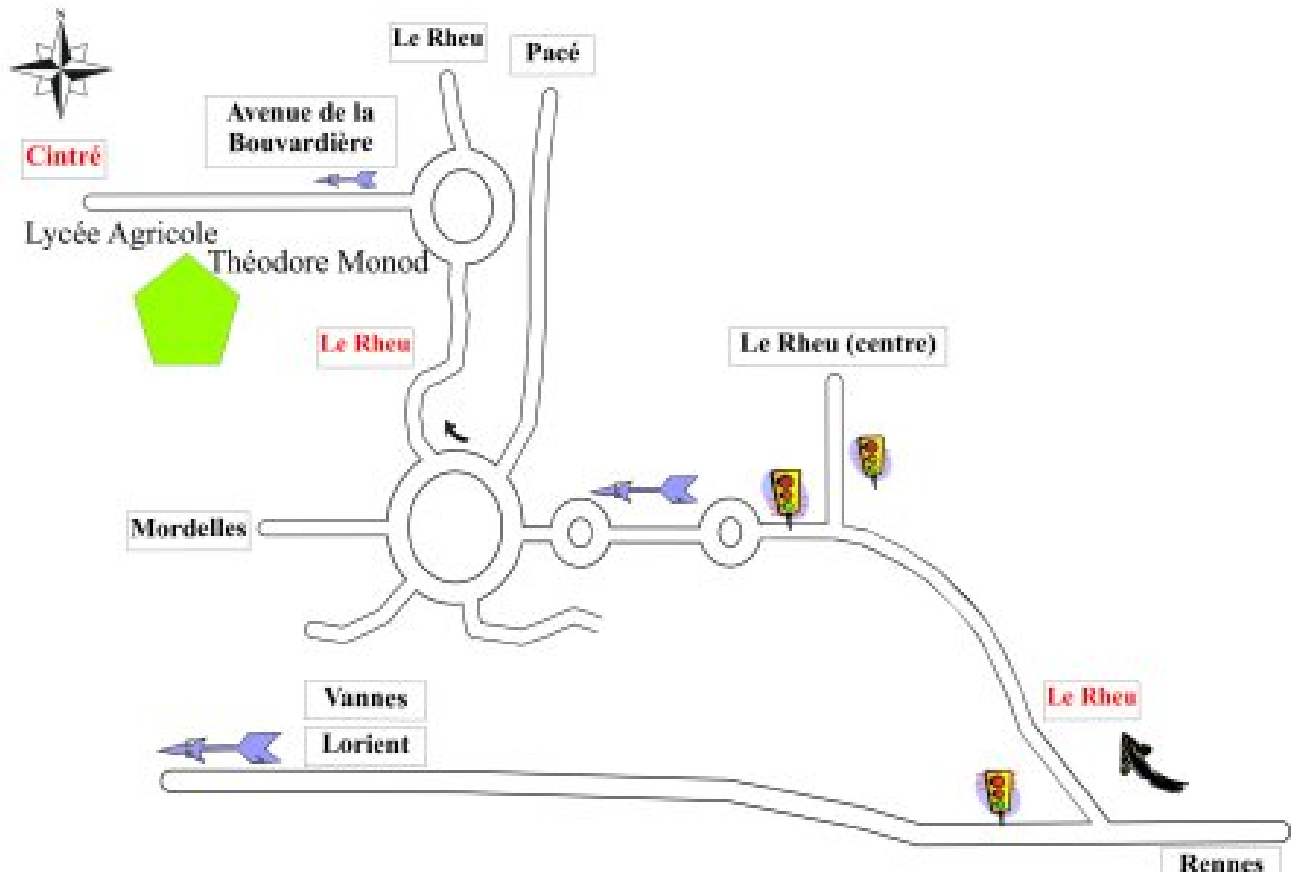 S
Le Rheu
Pacé
Avenue de la
Bouvardière
Cintré
Lycée Agricole
Théodore Monod
Le Rheu
Le Rheu (centre)
Mordelles
Le Rheu
Vannes
Lorient
Rennes